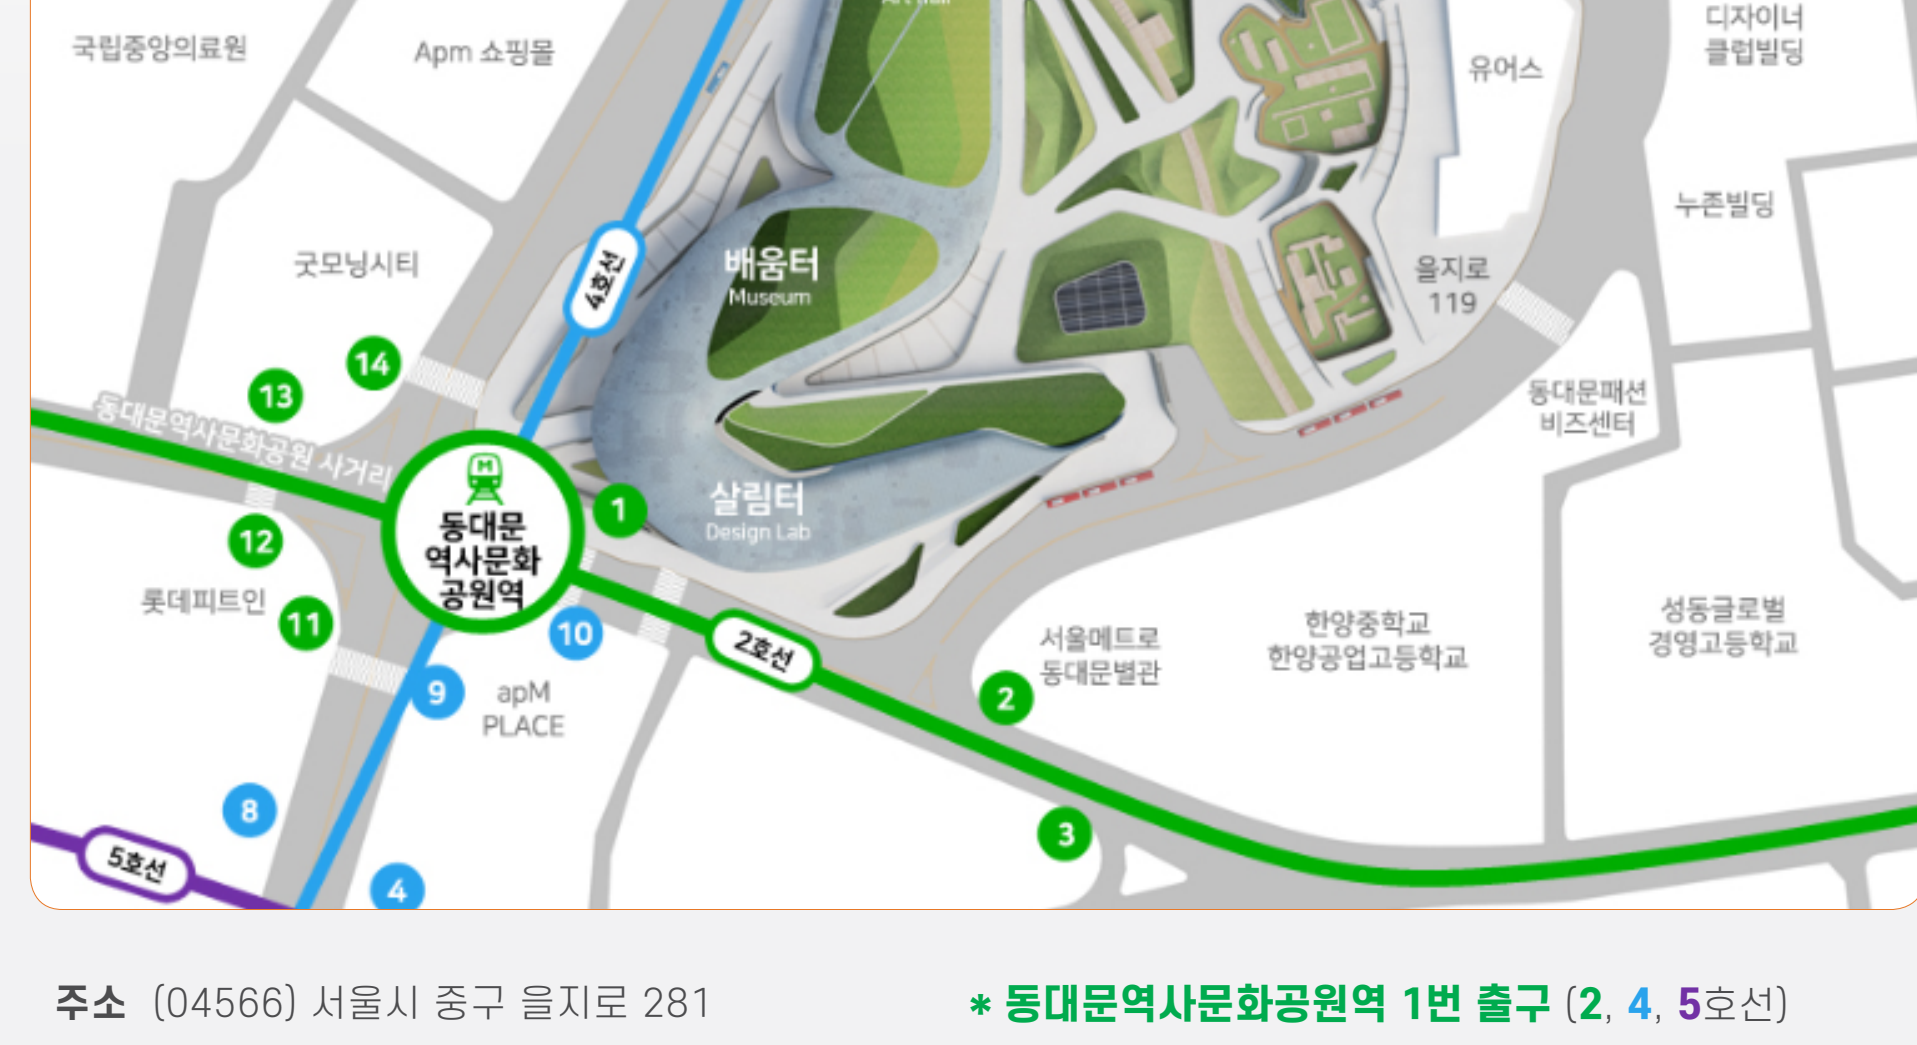 Art Hall
디자이너
클럽빌딩
국립중앙의료원
Apm 쇼핑몰
유어스
누존빌딩
굿모닝시티
4호선
배움터
Museum
을지로
119
14
13
동대문패션
비즈센터
동대문역사문화공원 사거리
M
동대문
역사문화
공원역
1
살림터
Design Lab
12
롯데피트인
11
10
2호선
서울메트로
동대문별관
한양중학교
한양공업고등학교
성동글로벌
경영고등학교
9
apM
PLACE
2
8
3
5호선
4
주소 (04566) 서울시 중구 을지로 281
* 동대문역사문화공원역 1번 출구 (2, 4, 5호선)